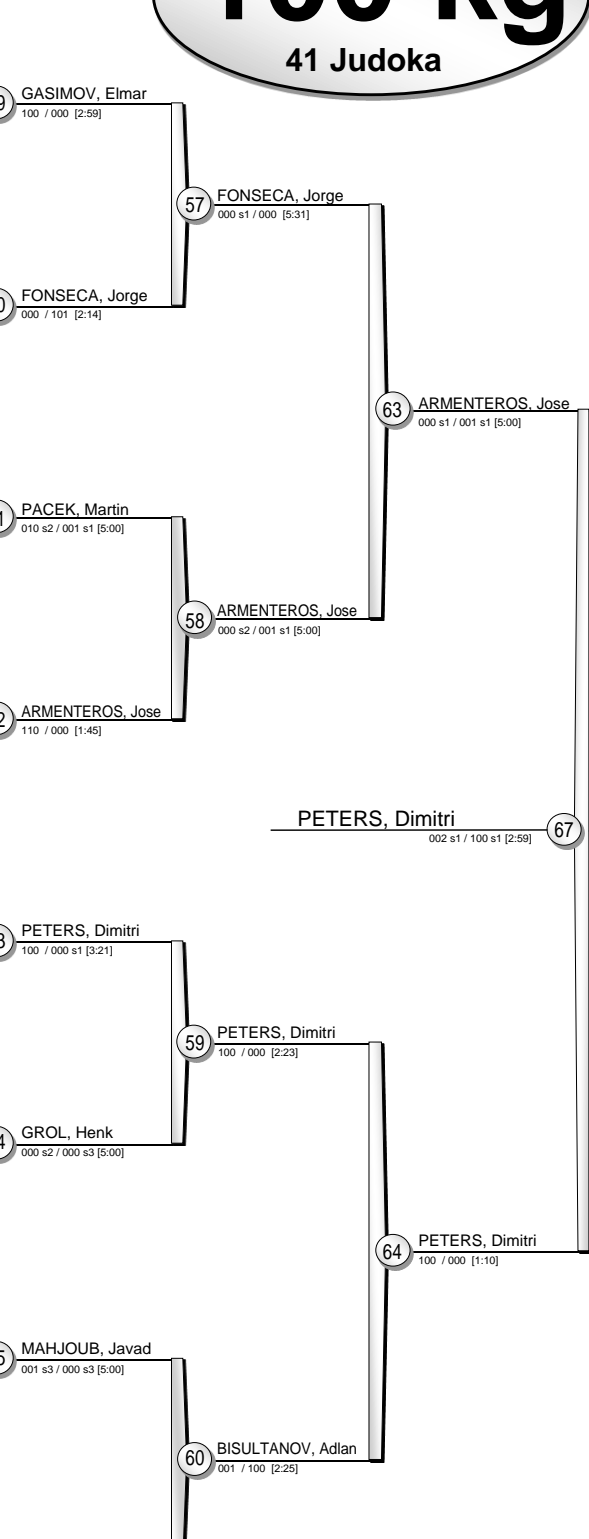 100 kg
41 Judoka
GASIMOV, Elmar
100 / 000 [2:59]
57
FONSECA, Jorge
000 s1 / 000 [5:31]
FONSECA, Jorge
000 / 101 [2:14]
63
ARMENTEROS, Jose
000 s1 / 001 s1 [5:00]
PACEK, Martin
010 s2 / 001 s1 [5:00]
58
ARMENTEROS, Jose
000 s2 / 001 s1 [5:00]
ARMENTEROS, Jose
110 / 000 [1:45]
PETERS, Dimitri
002 s1 / 100 s1 [2:59]
67
PETERS, Dimitri
100 / 000 s1 [3:21]
59
PETERS, Dimitri
100 / 000 [2:23]
GROL, Henk
000 s2 / 000 s3 [5:00]
64
PETERS, Dimitri
100 / 000 [1:10]
MAHJOUB, Javad
001 s3 / 000 s3 [5:00]
60
BISULTANOV, Adlan
001 / 100 [2:25]